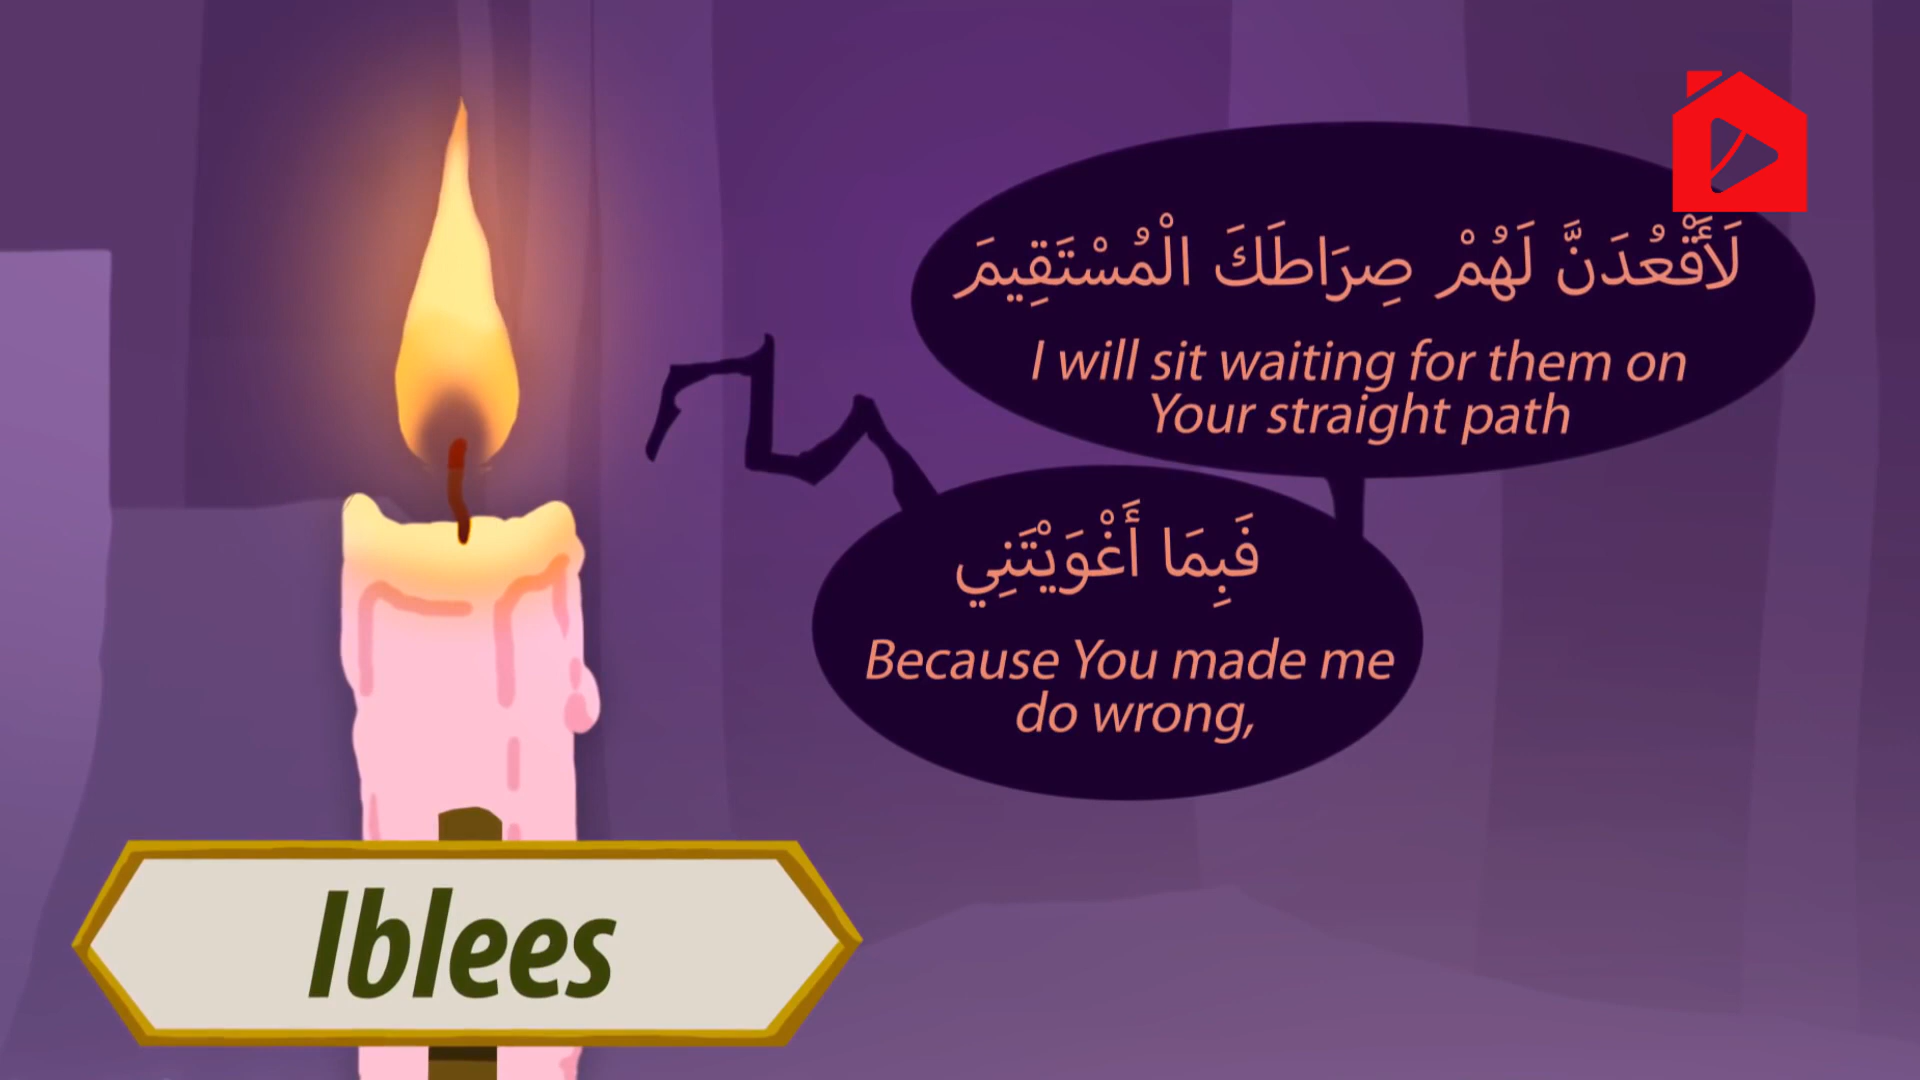 لَأَقْعُدَنَّ لَهُمْ صِرَاطَكَ الْمُسْتَقِيمَ
I will sit waiting for them on
Your straight path
فَبِمَا أَغْوَيْتَنِي
Because You made me
do wrong,
Iblees